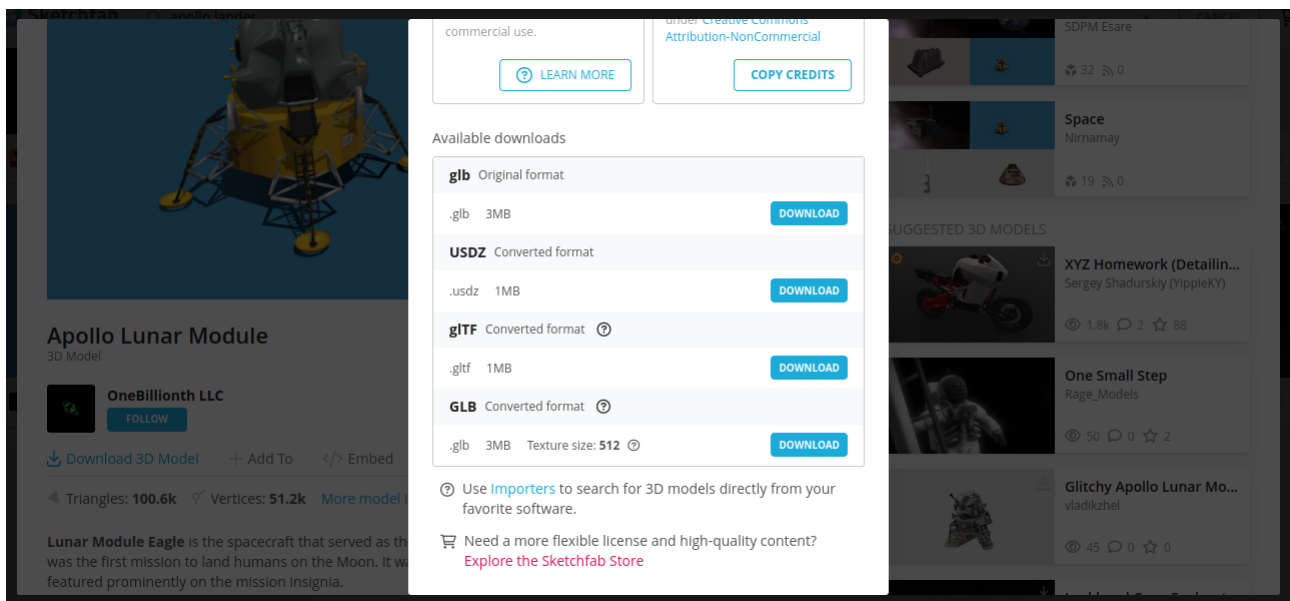 Sketchfab
apollo lander
CANCEL
commercial use.
LEARN MORE
under Creative Commons
Attribution-NonCommercial
COPY CREDITS
Available downloads
glb Original format
.glb 3MB DOWNLOAD
USDZ Converted format
.usdz 1MB DOWNLOAD
glTF Converted format
.gltf 1MB DOWNLOAD
GLB Converted format
.glb 3MB Texture size: 512 DOWNLOAD
Use Importers to search for 3D models directly from your
favorite software.
Need a more flexible license and high-quality content?
Explore the Sketchfab Store
Apollo Lunar Module
3D Model
OneBillionth LLC
FOLLOW
Download 3D Model + Add To </> Embed
Triangles: 100.6k Vertices: 51.2k More model
Lunar Module Eagle is the spacecraft that served as
was the first mission to land humans on the Moon. It
featured prominently on the mission insignia.
SDPM Esare
32 0
Space
Nirnamay
19 0
SUGGESTED 3D MODELS
XYZ Homework (Detailin...
Sergey Shadurskiy (YippieKY)
1.8k 2 88
One Small Step
Rage_Models
50 0 2
Glitchy Apollo Lunar Mo...
vladikzhel
45 0 0